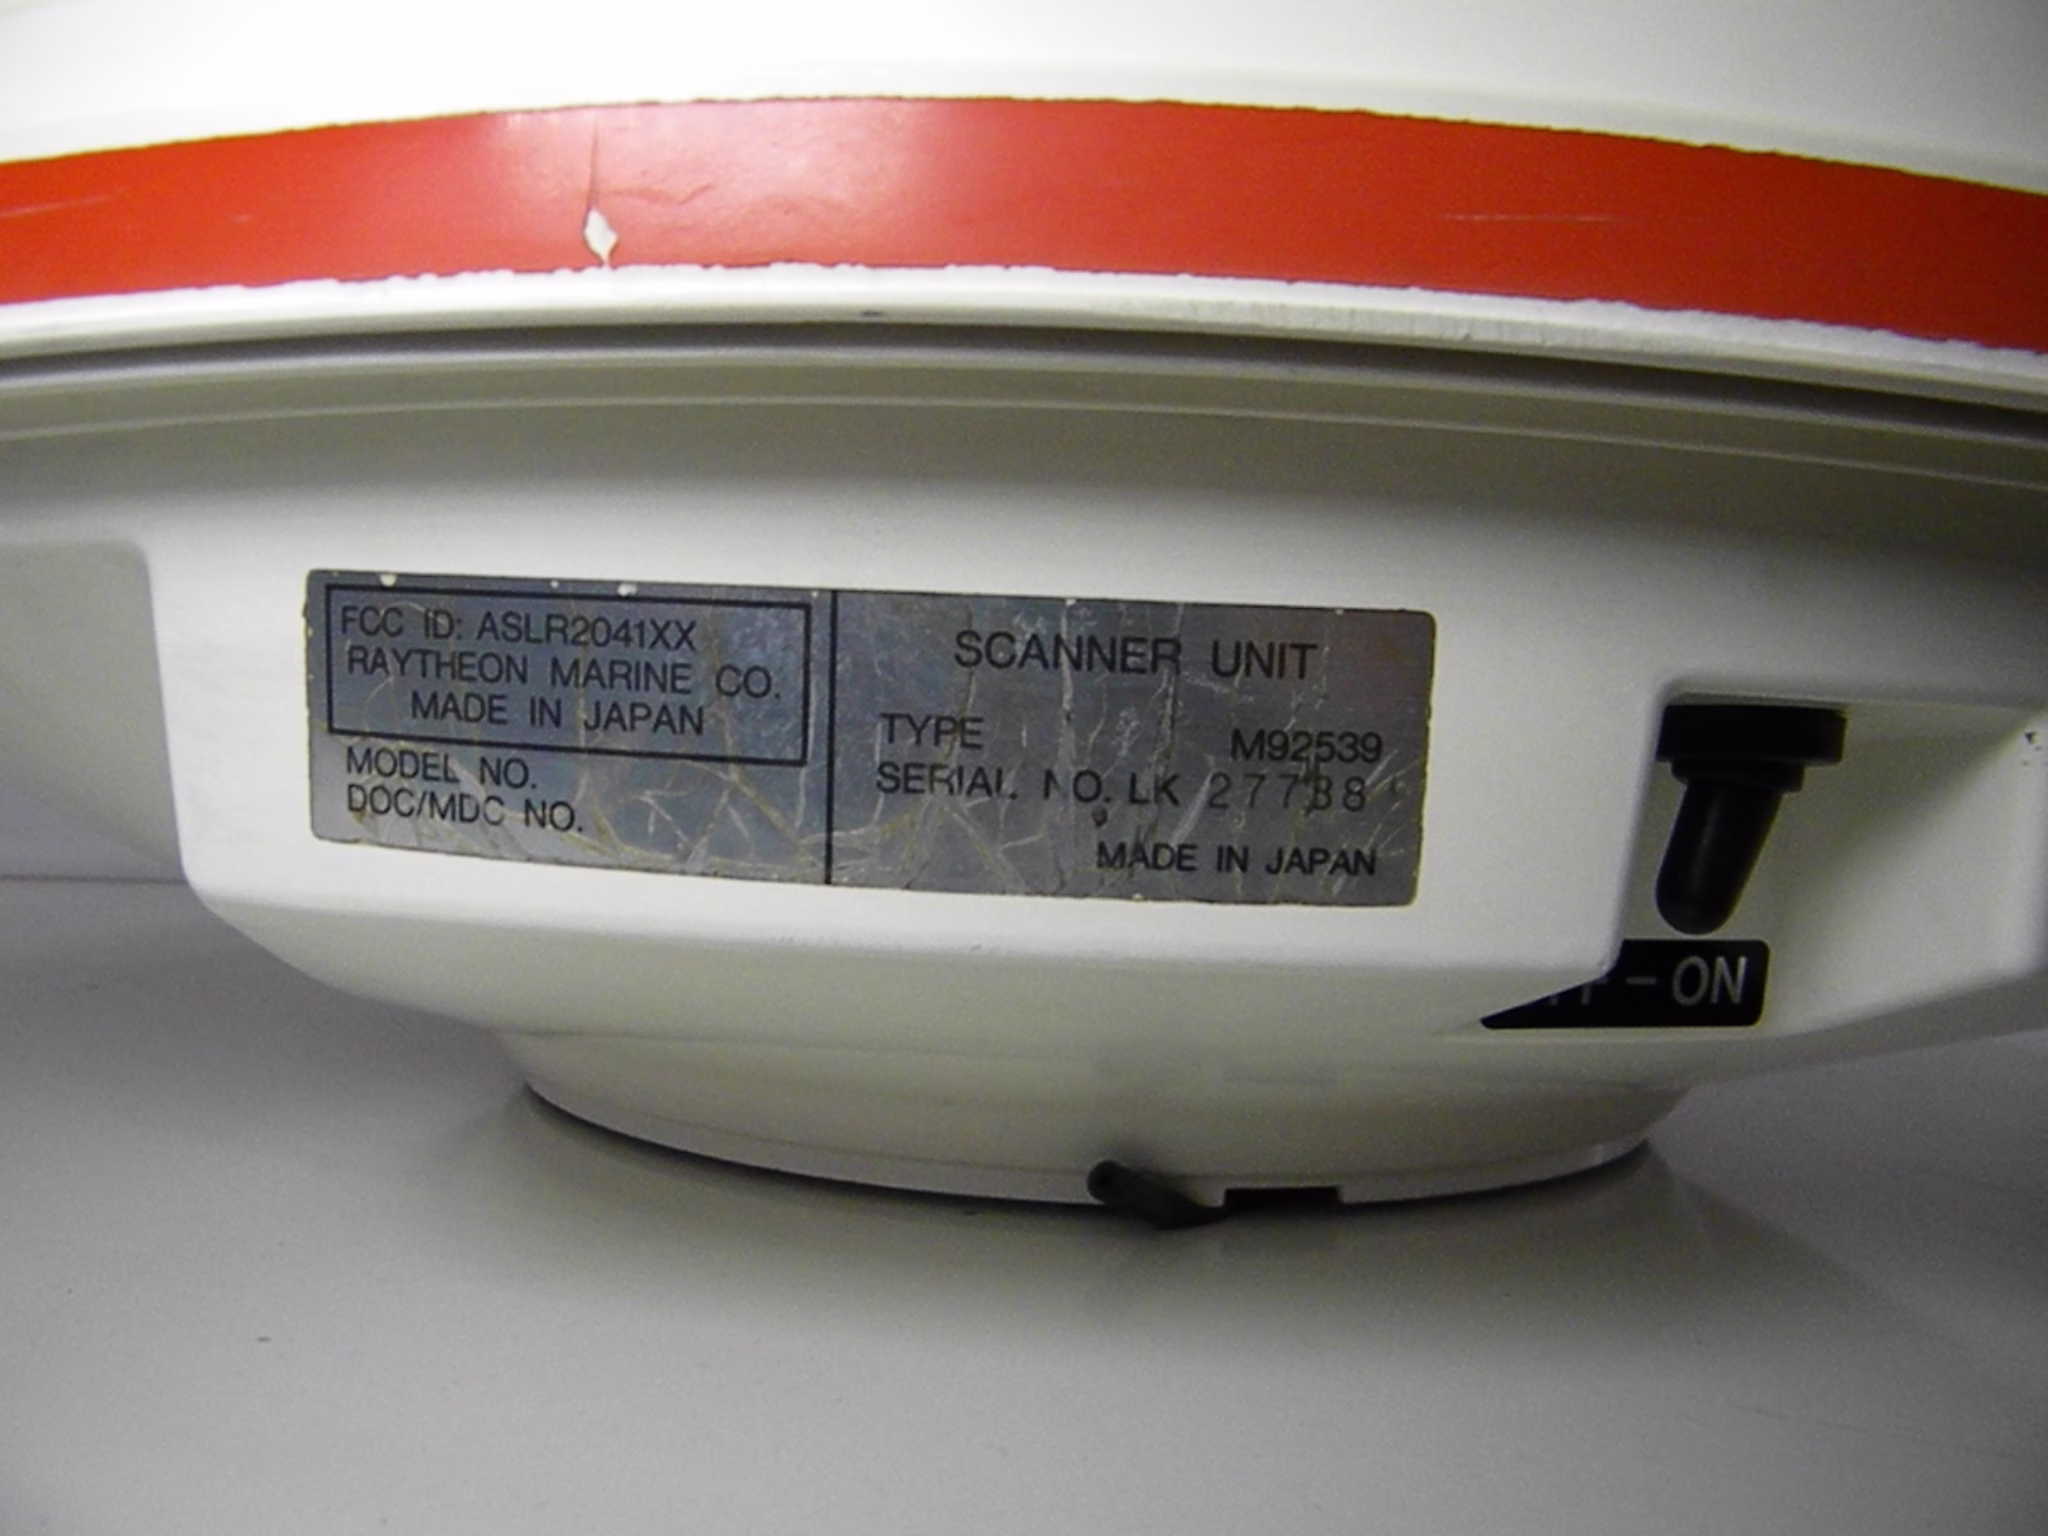 FCC ID: ASLR2041XX
RAYTHEON MARINE CO.
MADE IN JAPAN
MODEL NO.
DOC/MDC NO.
SCANNER UNIT
TYPE M92539
SERIAL NO. LK
MADE IN JAPAN
-ON